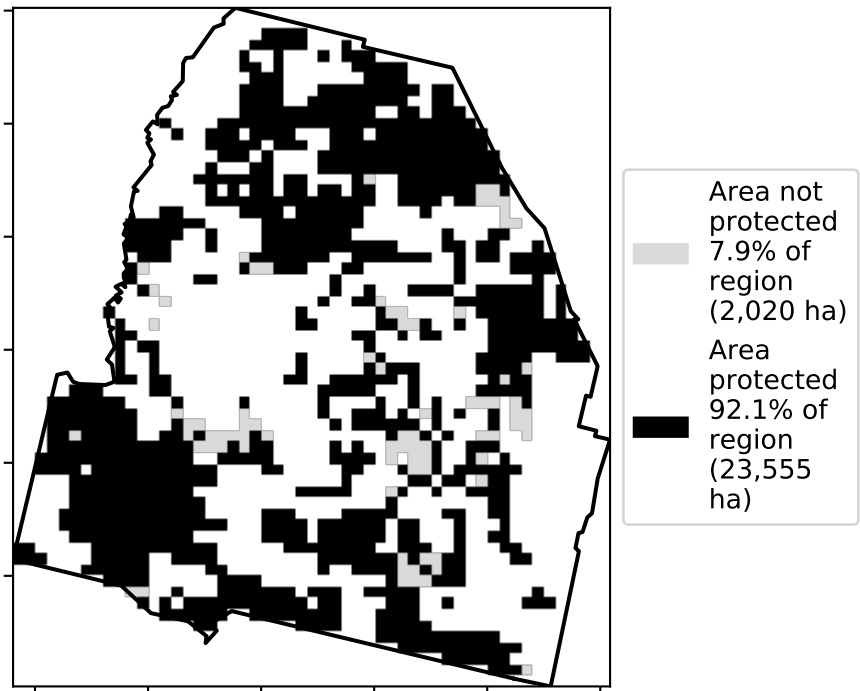 Area not
protected
7.9% of
region
(2,020 ha)
Area
protected
92.1% of
region
(23,555
ha)